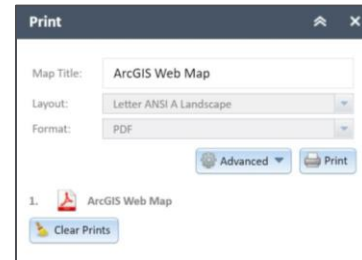 Print
Map Title: ArcGIS Web Map
Layout: Letter ANSI A Landscape
Format: PDF
Advanced Print
1. ArcGIS Web Map
Clear Prints